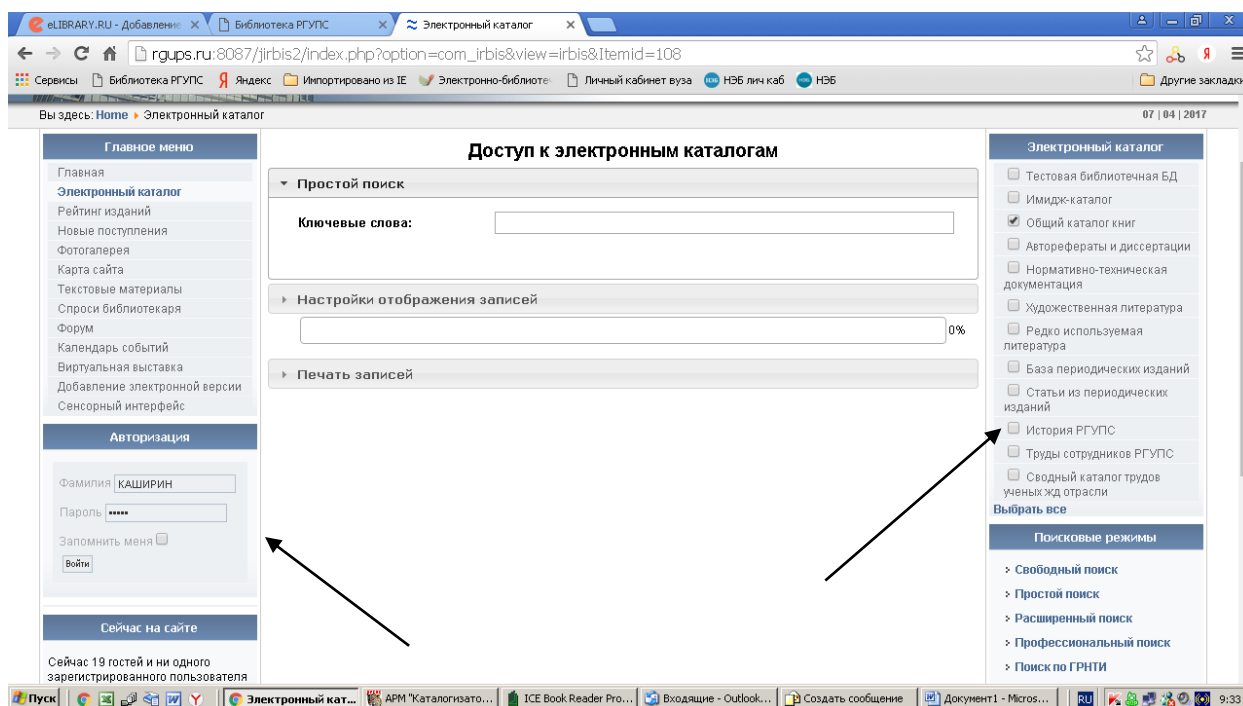 eLIBRARY.RU - Добавление
Библиотека РГУПС
Электронный каталог
rgups.ru:8087/jirbis2/index.php?option=com_irbis&view=irbis&Itemid=108
Сервисы Библиотека РГУПС Яндекс Импортировано из IE Электронно-библиоте Личный кабинет вуза НЭБ лич каб НЭБ Другие закладки
Вы здесь: Home Электронный каталог
07 | 04 | 2017
Главное меню
Главная
Электронный каталог
Рейтинг изданий
Новые поступления
Фотогалерея
Карта сайта
Текстовые материалы
Спроси библиотекаря
Форум
Календарь событий
Виртуальная выставка
Добавление электронной версии
Сенсорный интерфейс
Авторизация
Фамилия КАШИРИН
Пароль •••••
Запомнить меня
Войти
Сейчас на сайте
Сейчас 19 гостей и ни одного
зарегистрированного пользователя
Доступ к электронным каталогам
Простой поиск
Ключевые слова:
Настройки отображения записей
0%
Печать записей
Электронный каталог
Тестовая библиотечная БД
Имидж-каталог
Общий каталог книг
Авторефераты и диссертации
Нормативно-техническая
документация
Художественная литература
Редко используемая
литература
База периодических изданий
Статьи из периодических
изданий
История РГУПС
Труды сотрудников РГУПС
Сводный каталог трудов
ученых жд отрасли
Выбрать все
Поисковые режимы
Свободный поиск
Простой поиск
Расширенный поиск
Профессиональный поиск
Поиск по ГРНТИ
Пуск Электронный кат... АРМ "Каталогизато... ICE Book Reader Pro... Входящие - Outlook... Создать сообщение Документ1 - Micros... RU 9:33